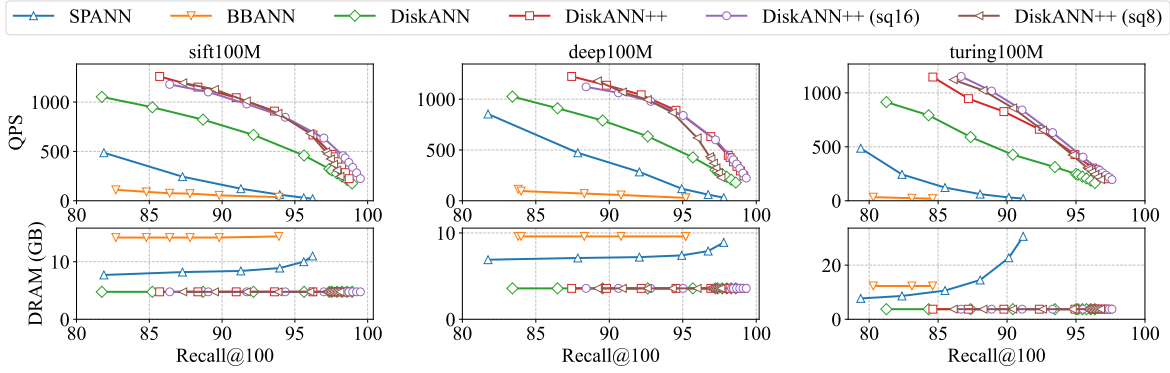 SPANN BBANN DiskANN DiskANN++ DiskANN++ (sq16) DiskANN++ (sq8)
sift100M deep100M turing100M
QPS
1000
500
0
80 85 90 95 100
1000
500
0
80 85 90 95 100
1000
500
0
80 85 90 95 100
DRAM (GB)
10
0
80 85 90 95 100
10
0
80 85 90 95 100
20
0
80 85 90 95 100
Recall@100 Recall@100 Recall@100